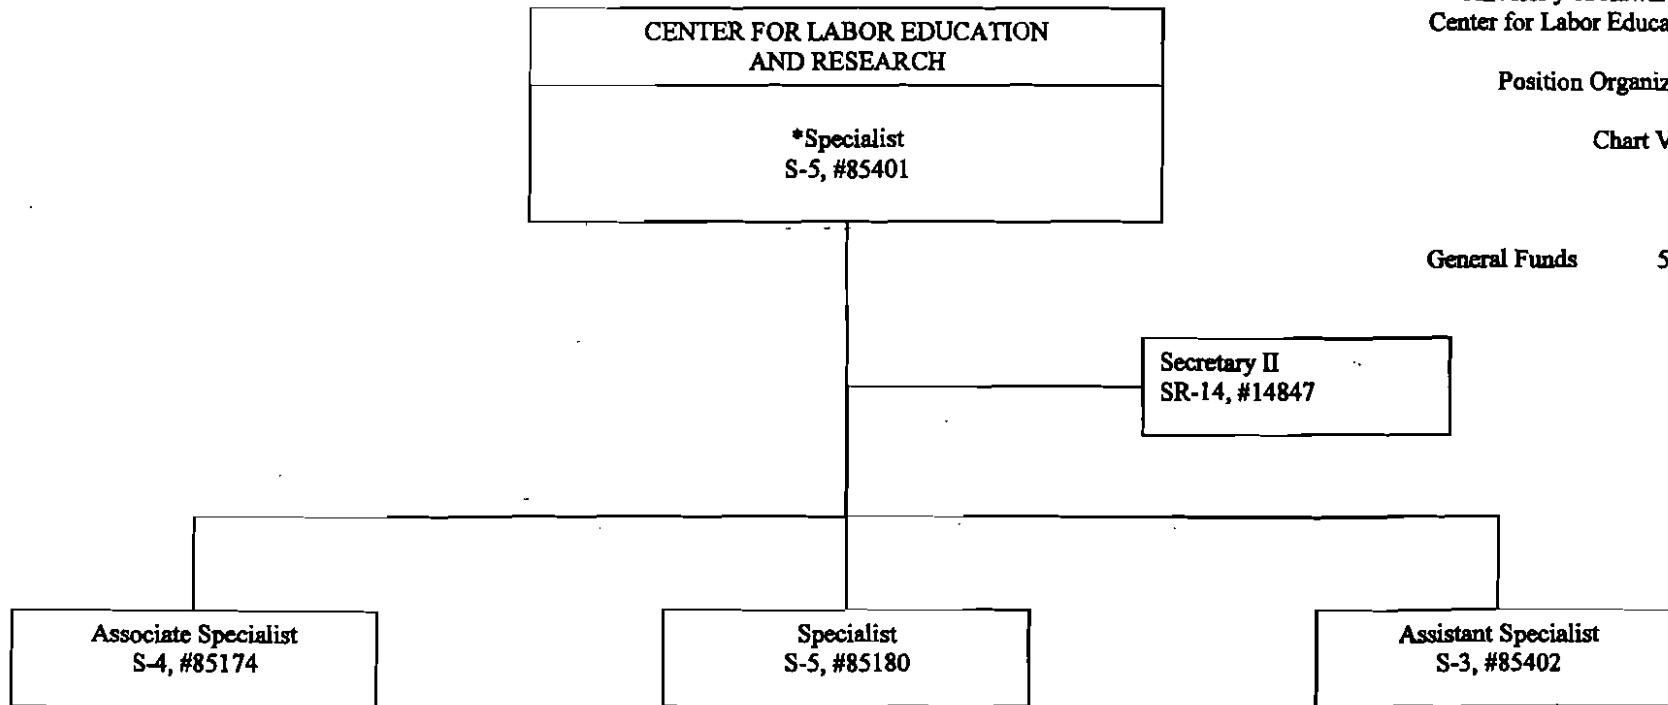 CENTER FOR LABOR EDUCATION
AND RESEARCH
*Specialist
S-5, #85401
Center for Labor Educa
Position Organiz
Chart V
General Funds 5
Secretary II
SR-14, #14847
Associate Specialist
S-4, #85174
Specialist
S-5, #85180
Assistant Specialist
S-3, #85402